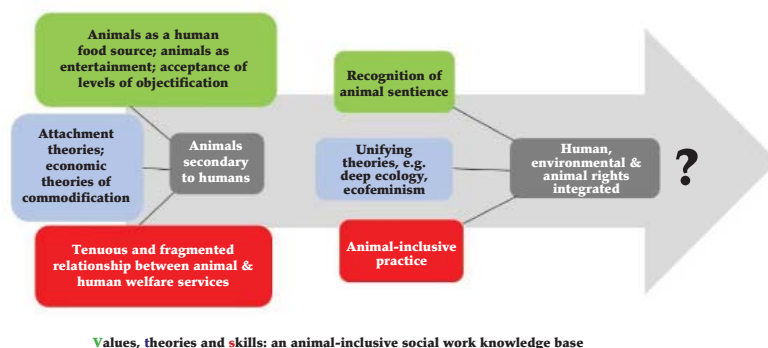 Animals as a human
food source; animals as
entertainment; acceptance of
levels of objectification
Attachment
theories;
economic
theories of
commodification
Animals
secondary
to humans
Tenuous and fragmented
relationship between animal &
human welfare services
Recognition of
animal sentience
Unifying
theories, e.g.
deep ecology,
ecofeminism
Animal-inclusive
practice
Human,
environmental &
animal rights
integrated
?
Values, theories and skills: an animal-inclusive social work knowledge base